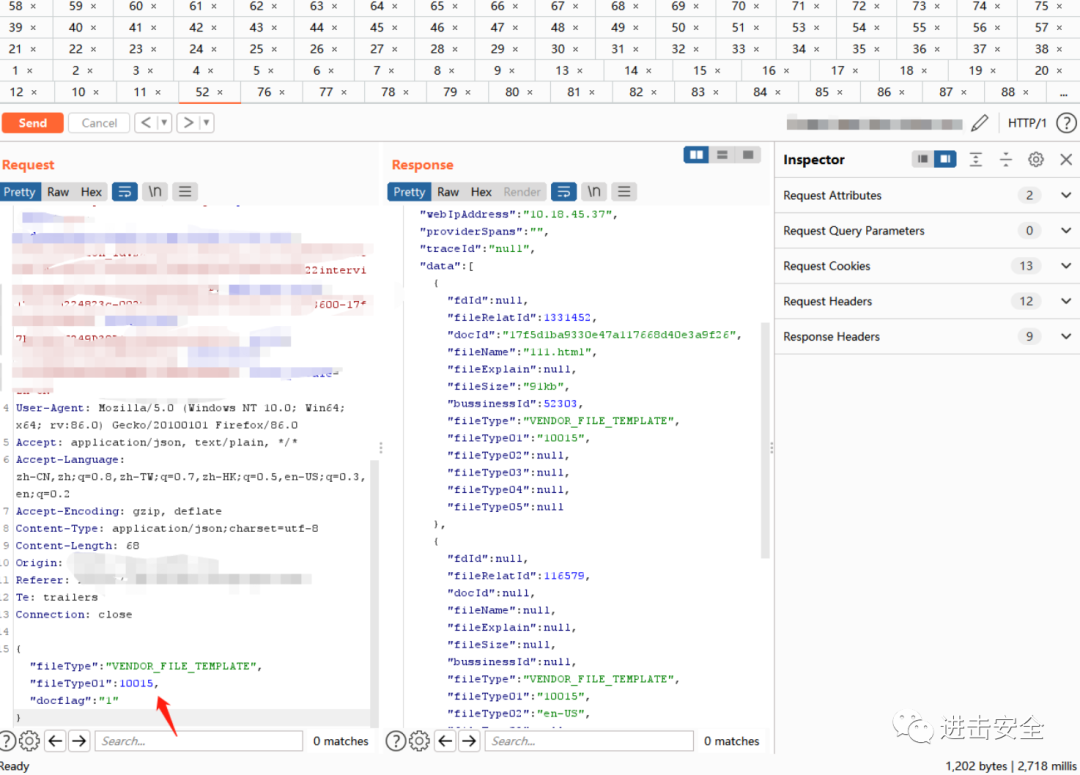 58 × 59 × 60 × 61 × 62 × 63 × 64 × 65 × 66 × 67 × 68 × 69 × 70 × 71 × 72 × 73 × 74 × 75 ×
39 × 40 × 41 × 42 × 43 × 44 × 45 × 46 × 47 × 48 × 49 × 50 × 51 × 52 × 53 × 54 × 55 × 56 × 57 ×
21 × 22 × 23 × 24 × 25 × 26 × 27 × 28 × 29 × 30 × 31 × 32 × 33 × 34 × 35 × 36 × 37 × 38 ×
1 × 2 × 3 × 4 × 5 × 6 × 7 × 8 × 9 × 13 × 14 × 15 × 16 × 17 × 18 × 19 × 20 ×
12 × 10 × 11 × 52 × 76 × 77 × 78 × 79 × 80 × 81 × 82 × 83 × 84 × 85 × 86 × 87 × 88 × ...
Send Cancel < > HTTP/1 ?
Request
Pretty Raw Hex \n
22intervi
3600-17f
4 User-Agent: Mozilla/5.0 (Windows NT 10.0; Win64;
x64; rv:86.0) Gecko/20100101 Firefox/86.0
5 Accept: application/json, text/plain, */*
6 Accept-Language:
zh-CN,zh;q=0.8,zh-TW;q=0.7,zh-HK;q=0.5,en-US;q=0.3,
en;q=0.2
7 Accept-Encoding: gzip, deflate
8 Content-Type: application/json;charset=utf-8
9 Content-Length: 68
0 Origin:
1 Referer:
2 Te: trailers
3 Connection: close
4
5 {
"fileType":"VENDOR_FILE_TEMPLATE",
"fileType01":10015,
"docflag":"1"
}
? Search... 0 matches
Ready
Response
Pretty Raw Hex Render \n
"webIpAddress":"10.18.45.37",
"providerSpans":"",
"traceId":"null",
"data":[
{
"fdId":null,
"fileRelatId":1331452,
"docId":"17f5d1ba9330e47a117668d40e3a9f26",
"fileName":"111.html",
"fileExplain":null,
"fileSize":"91kb",
"bussinessId":52303,
"fileType":"VENDOR_FILE_TEMPLATE",
"fileType01":"10015",
"fileType02":null,
"fileType03":null,
"fileType04":null,
"fileType05":null
},
{
"fdId":null,
"fileRelatId":116579,
"docId":null,
"fileName":null,
"fileExplain":null,
"fileSize":null,
"bussinessId":null,
"fileType":"VENDOR_FILE_TEMPLATE",
"fileType01":"10015",
"fileType02":"en-US",
? Search... 0 matches
Inspector
Request Attributes 2
Request Query Parameters 0
Request Cookies 13
Request Headers 12
Response Headers 9
进击安全
1,202 bytes | 2,718 millis